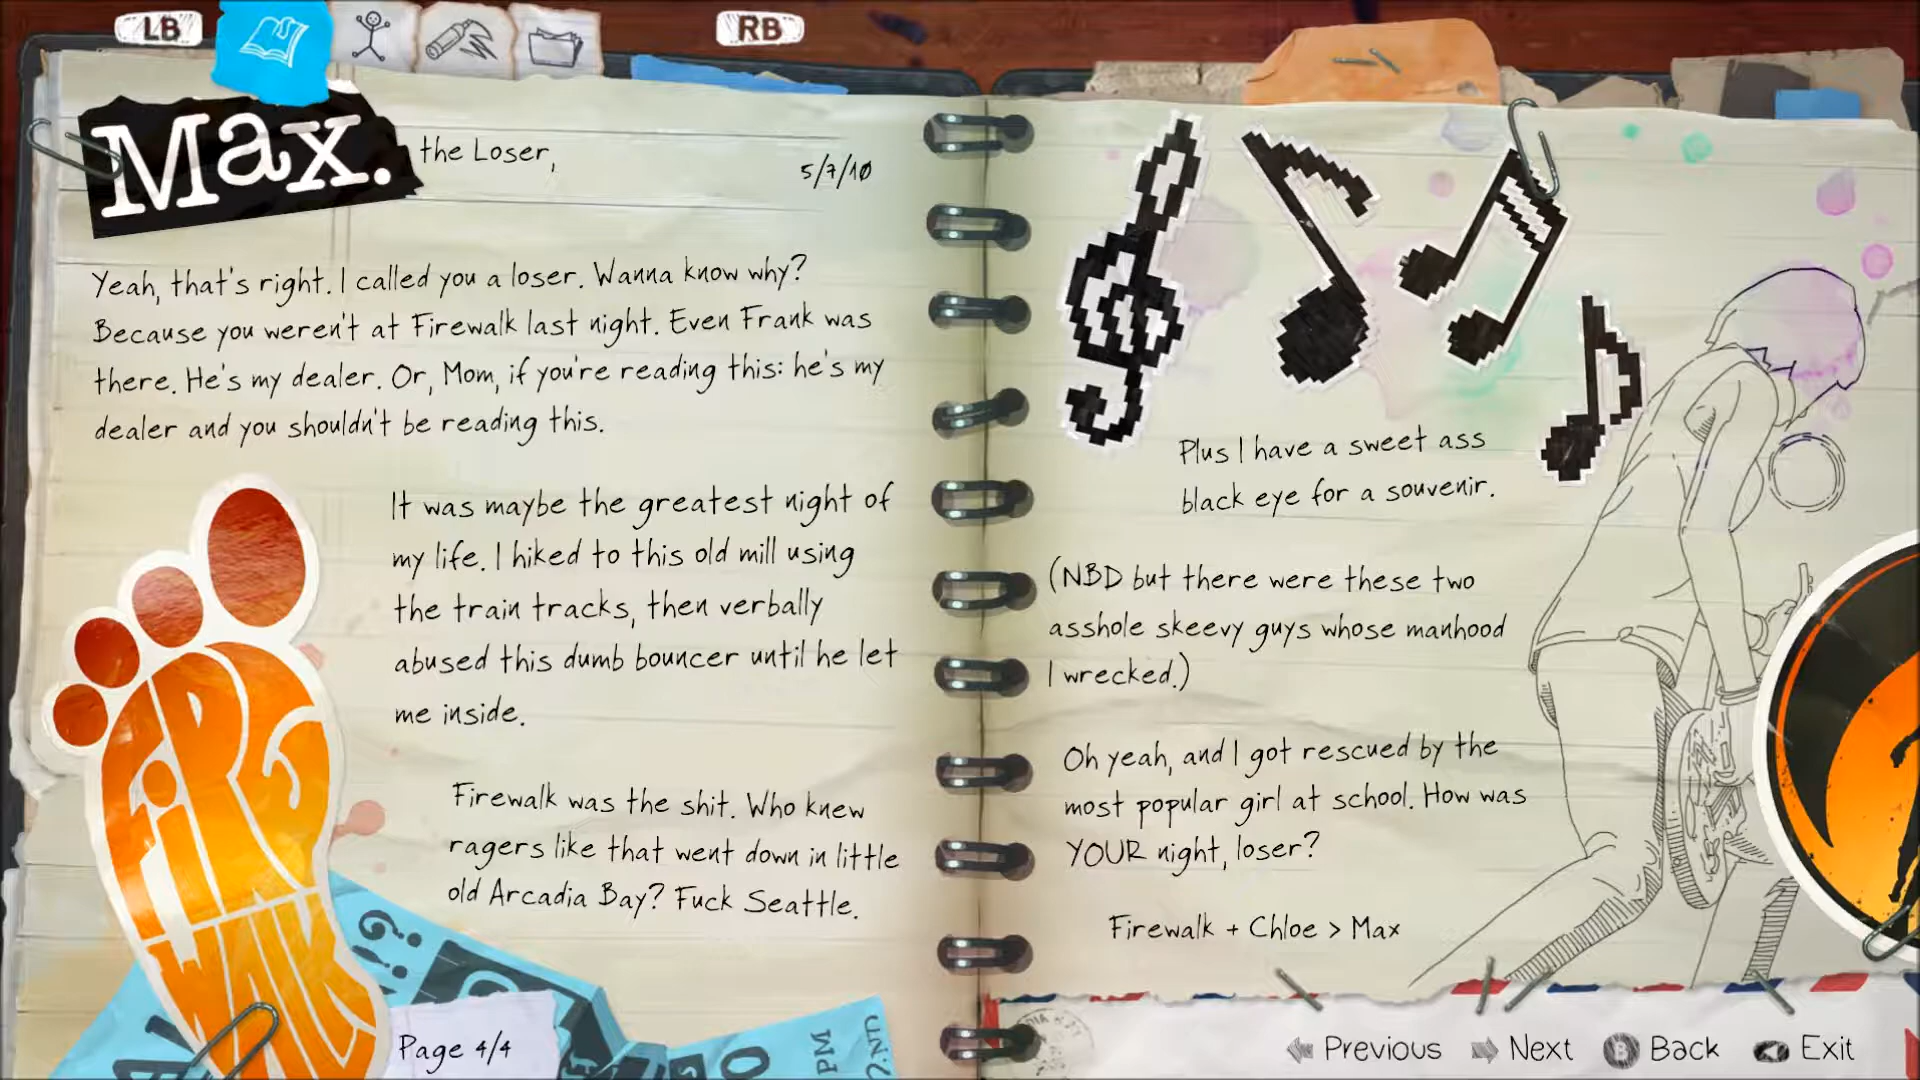 LB
RB
Max. the Loser,
5/7/10
Yeah, that's right. I called you a loser. Wanna know why?
Because you weren't at Firewalk last night. Even Frank was
there. He's my dealer. Or, Mom, if you're reading this: he's my
dealer and you shouldn't be reading this.
It was maybe the greatest night of
my life. I hiked to this old mill using
the train tracks, then verbally
abused this dumb bouncer until he let
me inside.
Firewalk was the shit. Who knew
ragers like that went down in little
old Arcadia Bay? Fuck Seattle.
FiRE
WALK
PM
Page 4/4
Plus I have a sweet ass
black eye for a souvenir.
(NBD but there were these two
asshole skeevy guys whose manhood
I wrecked.)
Oh yeah, and I got rescued by the
most popular girl at school. How was
YOUR night, loser?
Firewalk + Chloe > Max
Previous Next B Back Exit